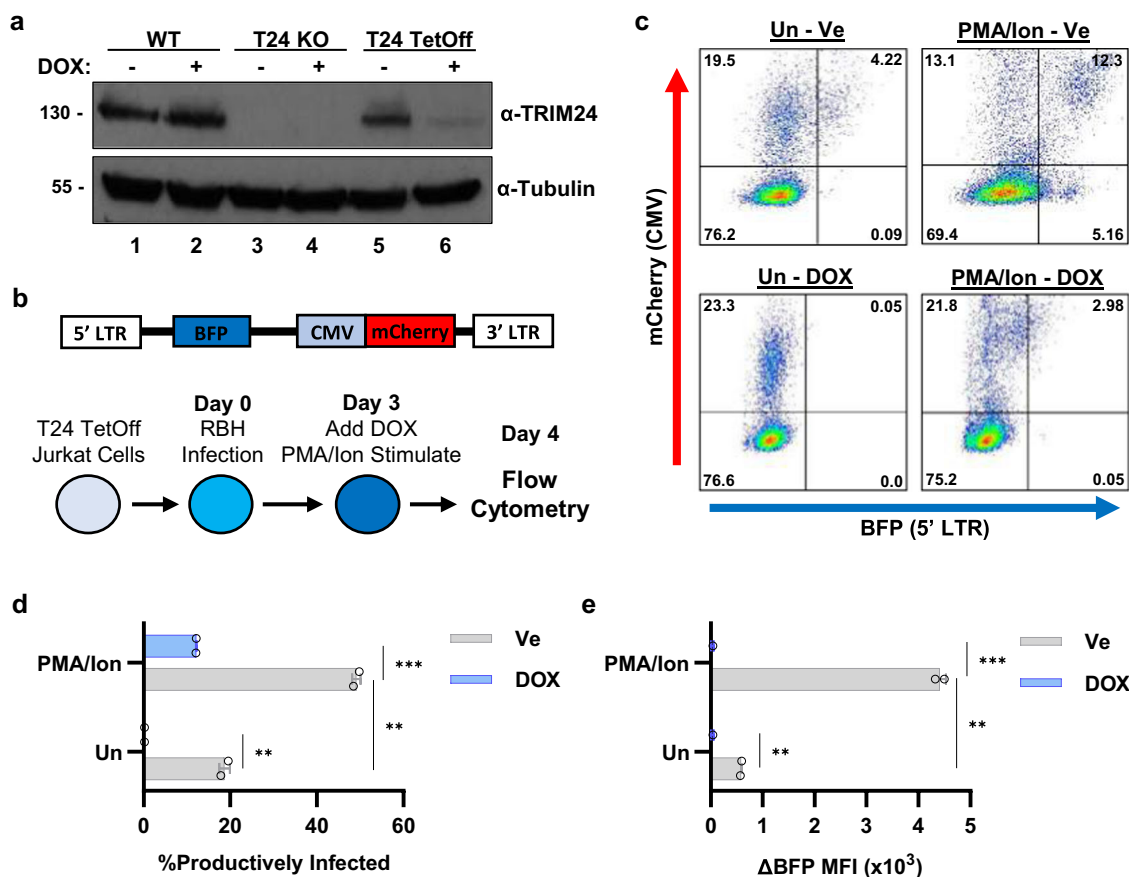 a
WT T24 KO T24 TetOff
DOX: - + - + - +
130 - α-TRIM24
55 - α-Tubulin
1 2 3 4 5 6
b
5' LTR BFP CMV mCherry 3' LTR
T24 TetOff
Jurkat Cells
Day 0
RBH
Infection
Day 3
Add DOX
PMA/Ion Stimulate
Day 4
Flow
Cytometry
c
Un - Ve PMA/Ion - Ve
19.5 4.22 13.1 12.3
76.2 0.09 69.4 5.16
Un - DOX PMA/Ion - DOX
23.3 0.05 21.8 2.98
76.6 0.0 75.2 0.05
mCherry (CMV)
BFP (5' LTR)
d
PMA/Ion
Un
*** ** **
Ve
DOX
0 20 40 60
%Productively Infected
e
PMA/Ion
Un
*** ** **
Ve
DOX
0 1 2 3 4 5
ΔBFP MFI (x10³)